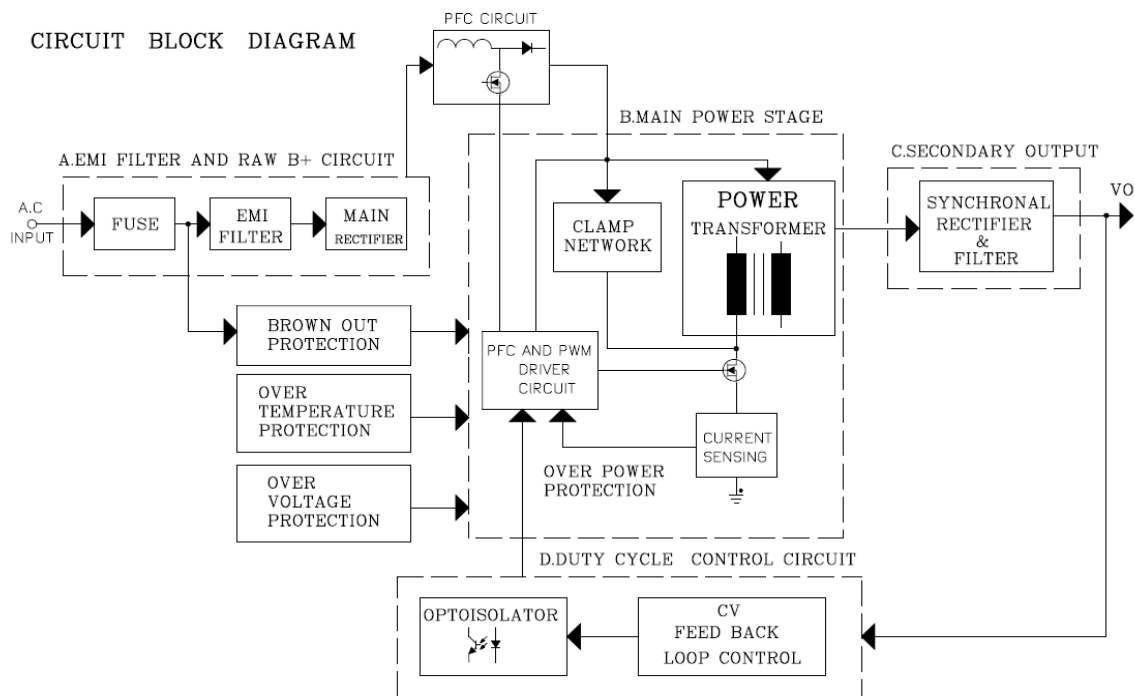 CIRCUIT BLOCK DIAGRAM
PFC CIRCUIT
B.MAIN POWER STAGE
A.EMI FILTER AND RAW B+ CIRCUIT
C.SECONDARY OUTPUT
A.C
INPUT
FUSE
EMI
FILTER
MAIN
RECTIFIER
CLAMP
NETWORK
POWER
TRANSFORMER
SYNCHRONAL
RECTIFIER
&
FILTER
VO
BROWN OUT
PROTECTION
PFC AND PWM
DRIVER
CIRCUIT
OVER
TEMPERATURE
PROTECTION
CURRENT
SENSING
OVER POWER
PROTECTION
OVER
VOLTAGE
PROTECTION
D.DUTY CYCLE CONTROL CIRCUIT
OPTOISOLATOR
CV
FEED BACK
LOOP CONTROL